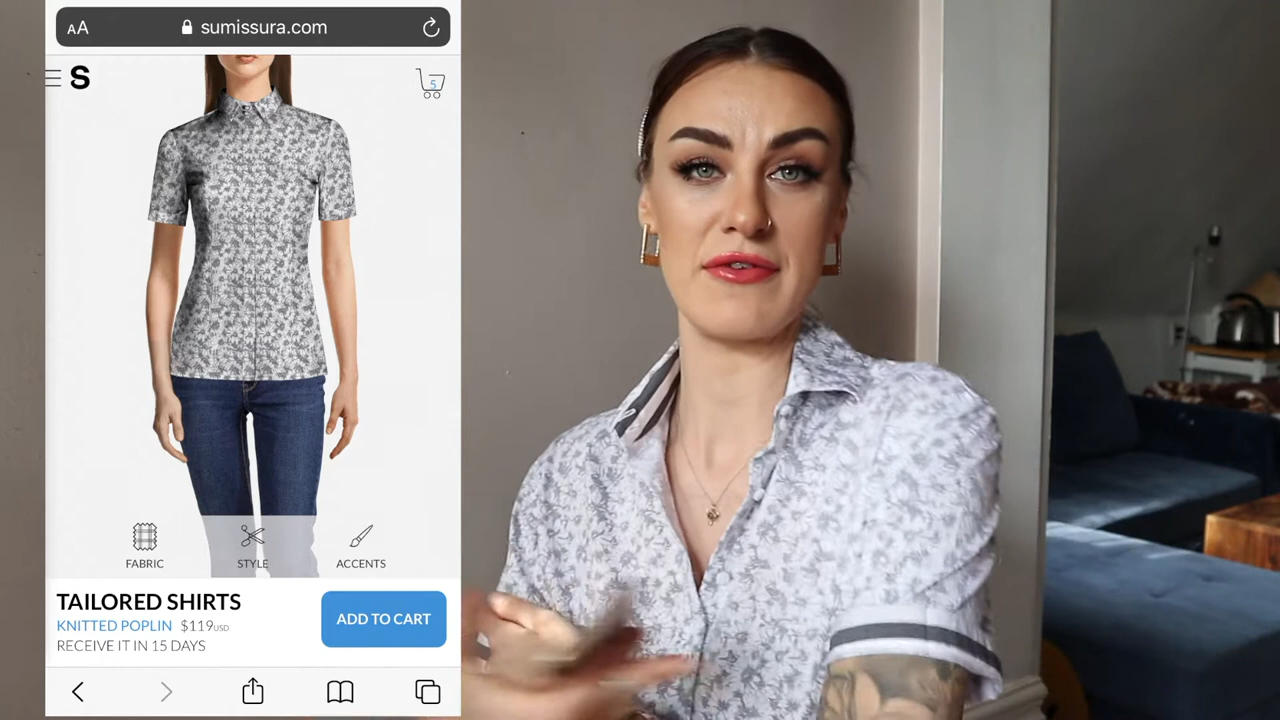 AA sumissura.com
S
5
FABRIC STYLE ACCENTS
TAILORED SHIRTS
KNITTED POPLIN $119USD
RECEIVE IT IN 15 DAYS
ADD TO CART